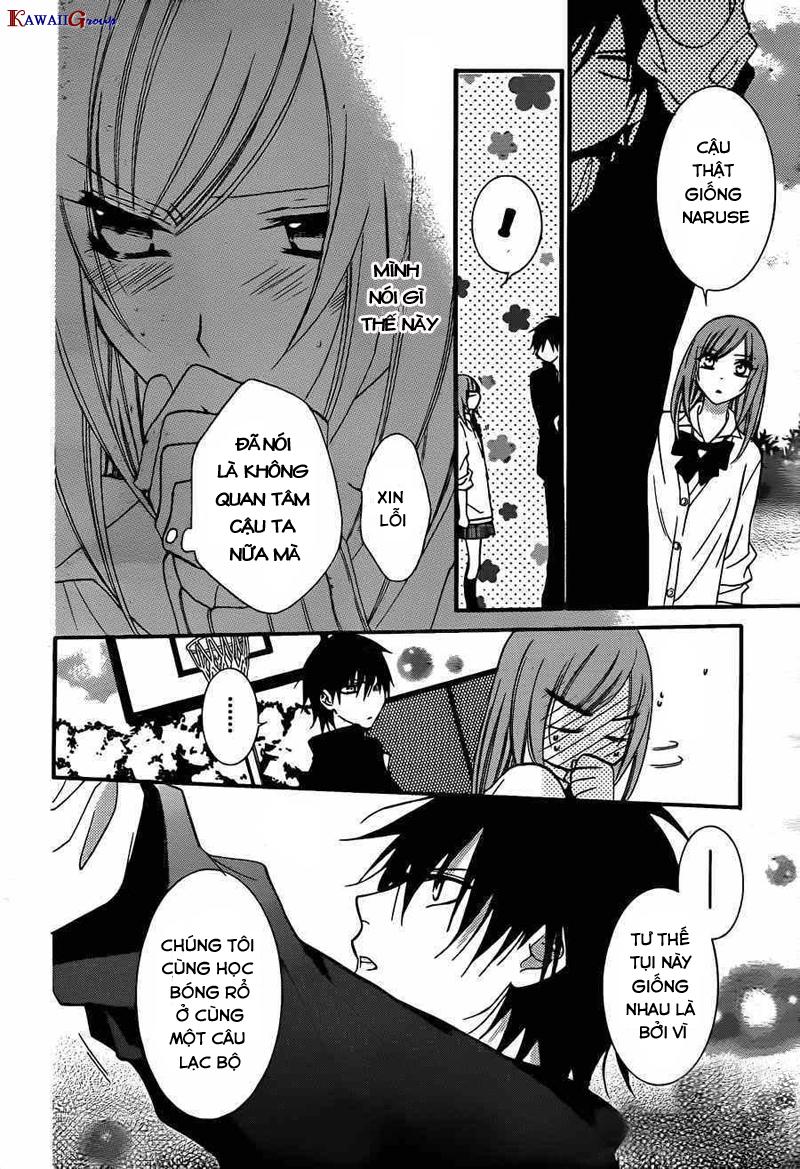 KAWAIIGroup
CẬU
THẬT
GIỐNG
NARUSE
!
XIN
LỖI
MÌNH
NÓI GÌ
THẾ NÀY
ĐÃ NÓI
LÀ KHÔNG
QUAN TÂM
CẬU TA
NỮA MÀ
......
TƯ THẾ
TỤI NÀY
GIỐNG
NHAU LÀ
BỞI VÌ
CHÚNG TÔI
CÙNG HỌC
BÓNG RỔ
Ở CÙNG
MỘT CÂU
LẠC BỘ